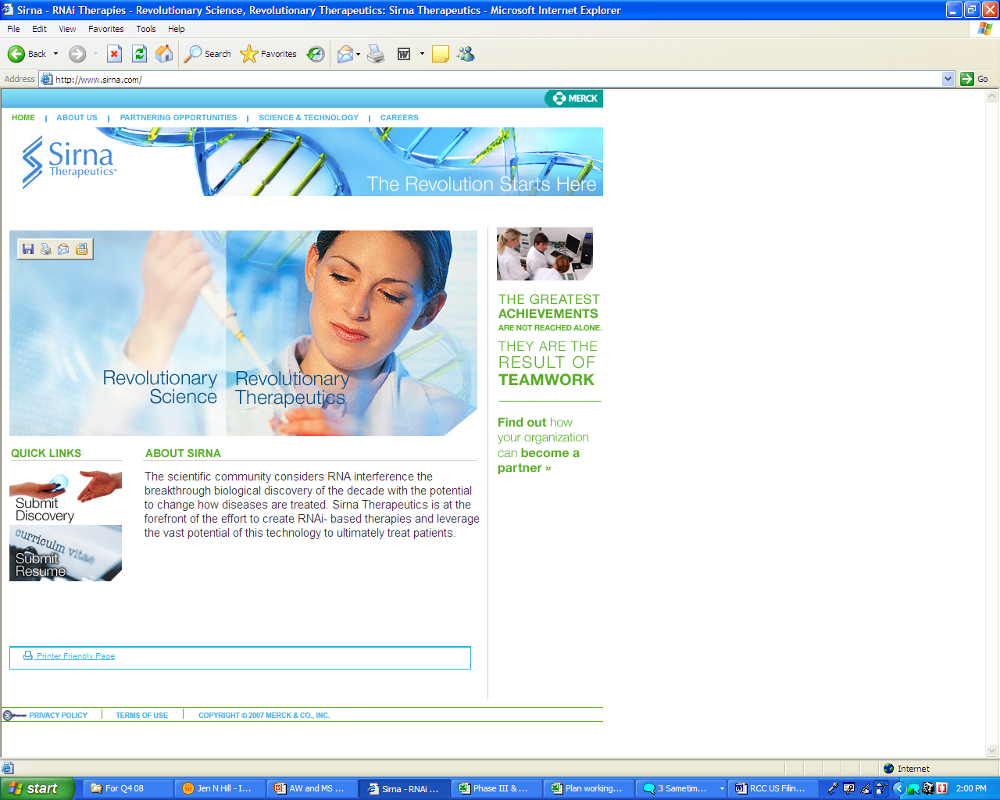 Sirna - RNAi Therapies - Revolutionary Science, Revolutionary Therapeutics: Sirna Therapeutics - Microsoft Internet Explorer
File Edit View Favorites Tools Help
Back Search Favorites
Address http://www.sirna.com/ Go
MERCK
HOME | ABOUT US | PARTNERING OPPORTUNITIES | SCIENCE & TECHNOLOGY | CAREERS
Sirna
Therapeutics™
The Revolution Starts Here
Revolutionary
Science
Revolutionary
Therapeutics
THE GREATEST
ACHIEVEMENTS
ARE NOT REACHED ALONE.
THEY ARE THE
RESULT OF
TEAMWORK
Find out how
your organization
can become a
partner »
QUICK LINKS
Submit
Discovery
curriculum vitae
Submit
Resume
ABOUT SIRNA
The scientific community considers RNA interference the
breakthrough biological discovery of the decade with the potential
to change how diseases are treated. Sirna Therapeutics is at the
forefront of the effort to create RNAi- based therapies and leverage
the vast potential of this technology to ultimately treat patients.
Printer Friendly Page
PRIVACY POLICY | TERMS OF USE | COPYRIGHT © 2007 MERCK & CO., INC.
Internet
start For Q4 08 Jen N Hill - I... AW and MS ... Sirna - RNAi ... Phase III & ... Plan working... 3 Sametim... RCC US Filin... 2:00 PM